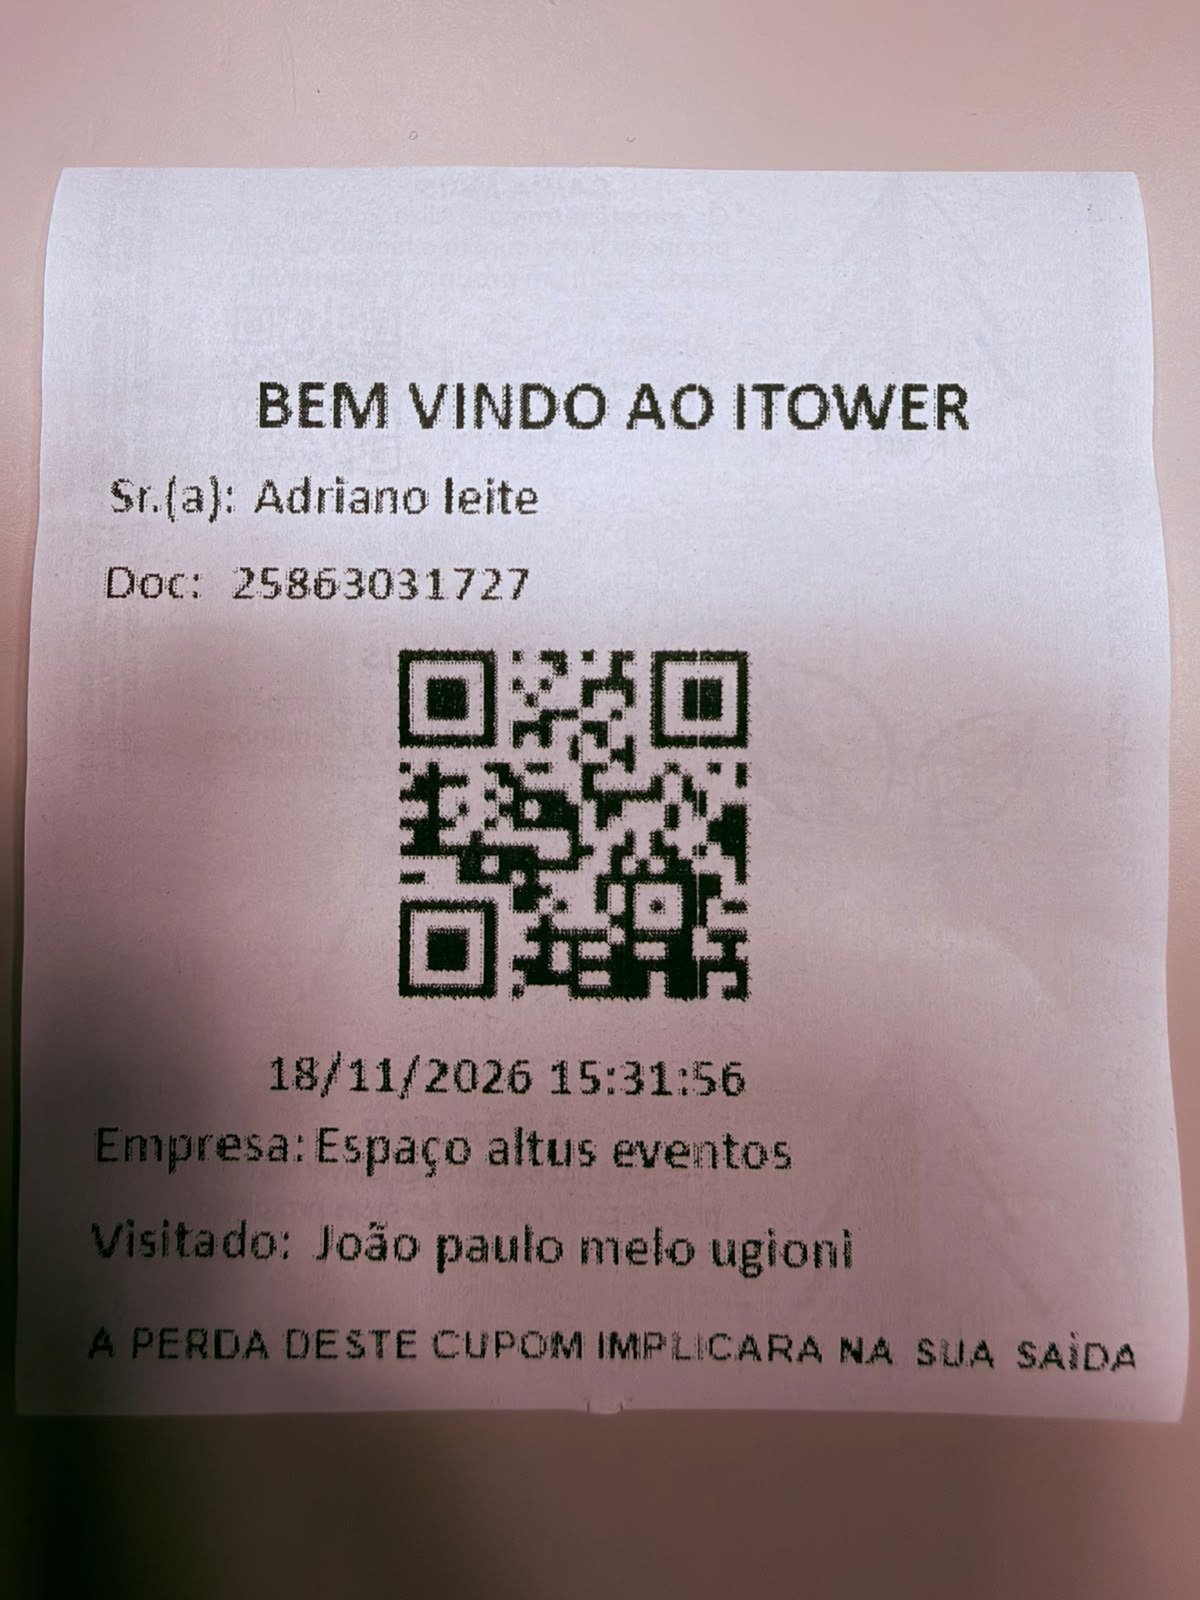 BEM VINDO AO ITOWER
Sr.(a): Adriano leite
Doc: 25863031727
18/11/2026 15:31:56
Empresa: Espaço altus eventos
Visitado: João paulo melo ugioni
A PERDA DESTE CUPOM IMPLICARA NA SUA SAÍDA